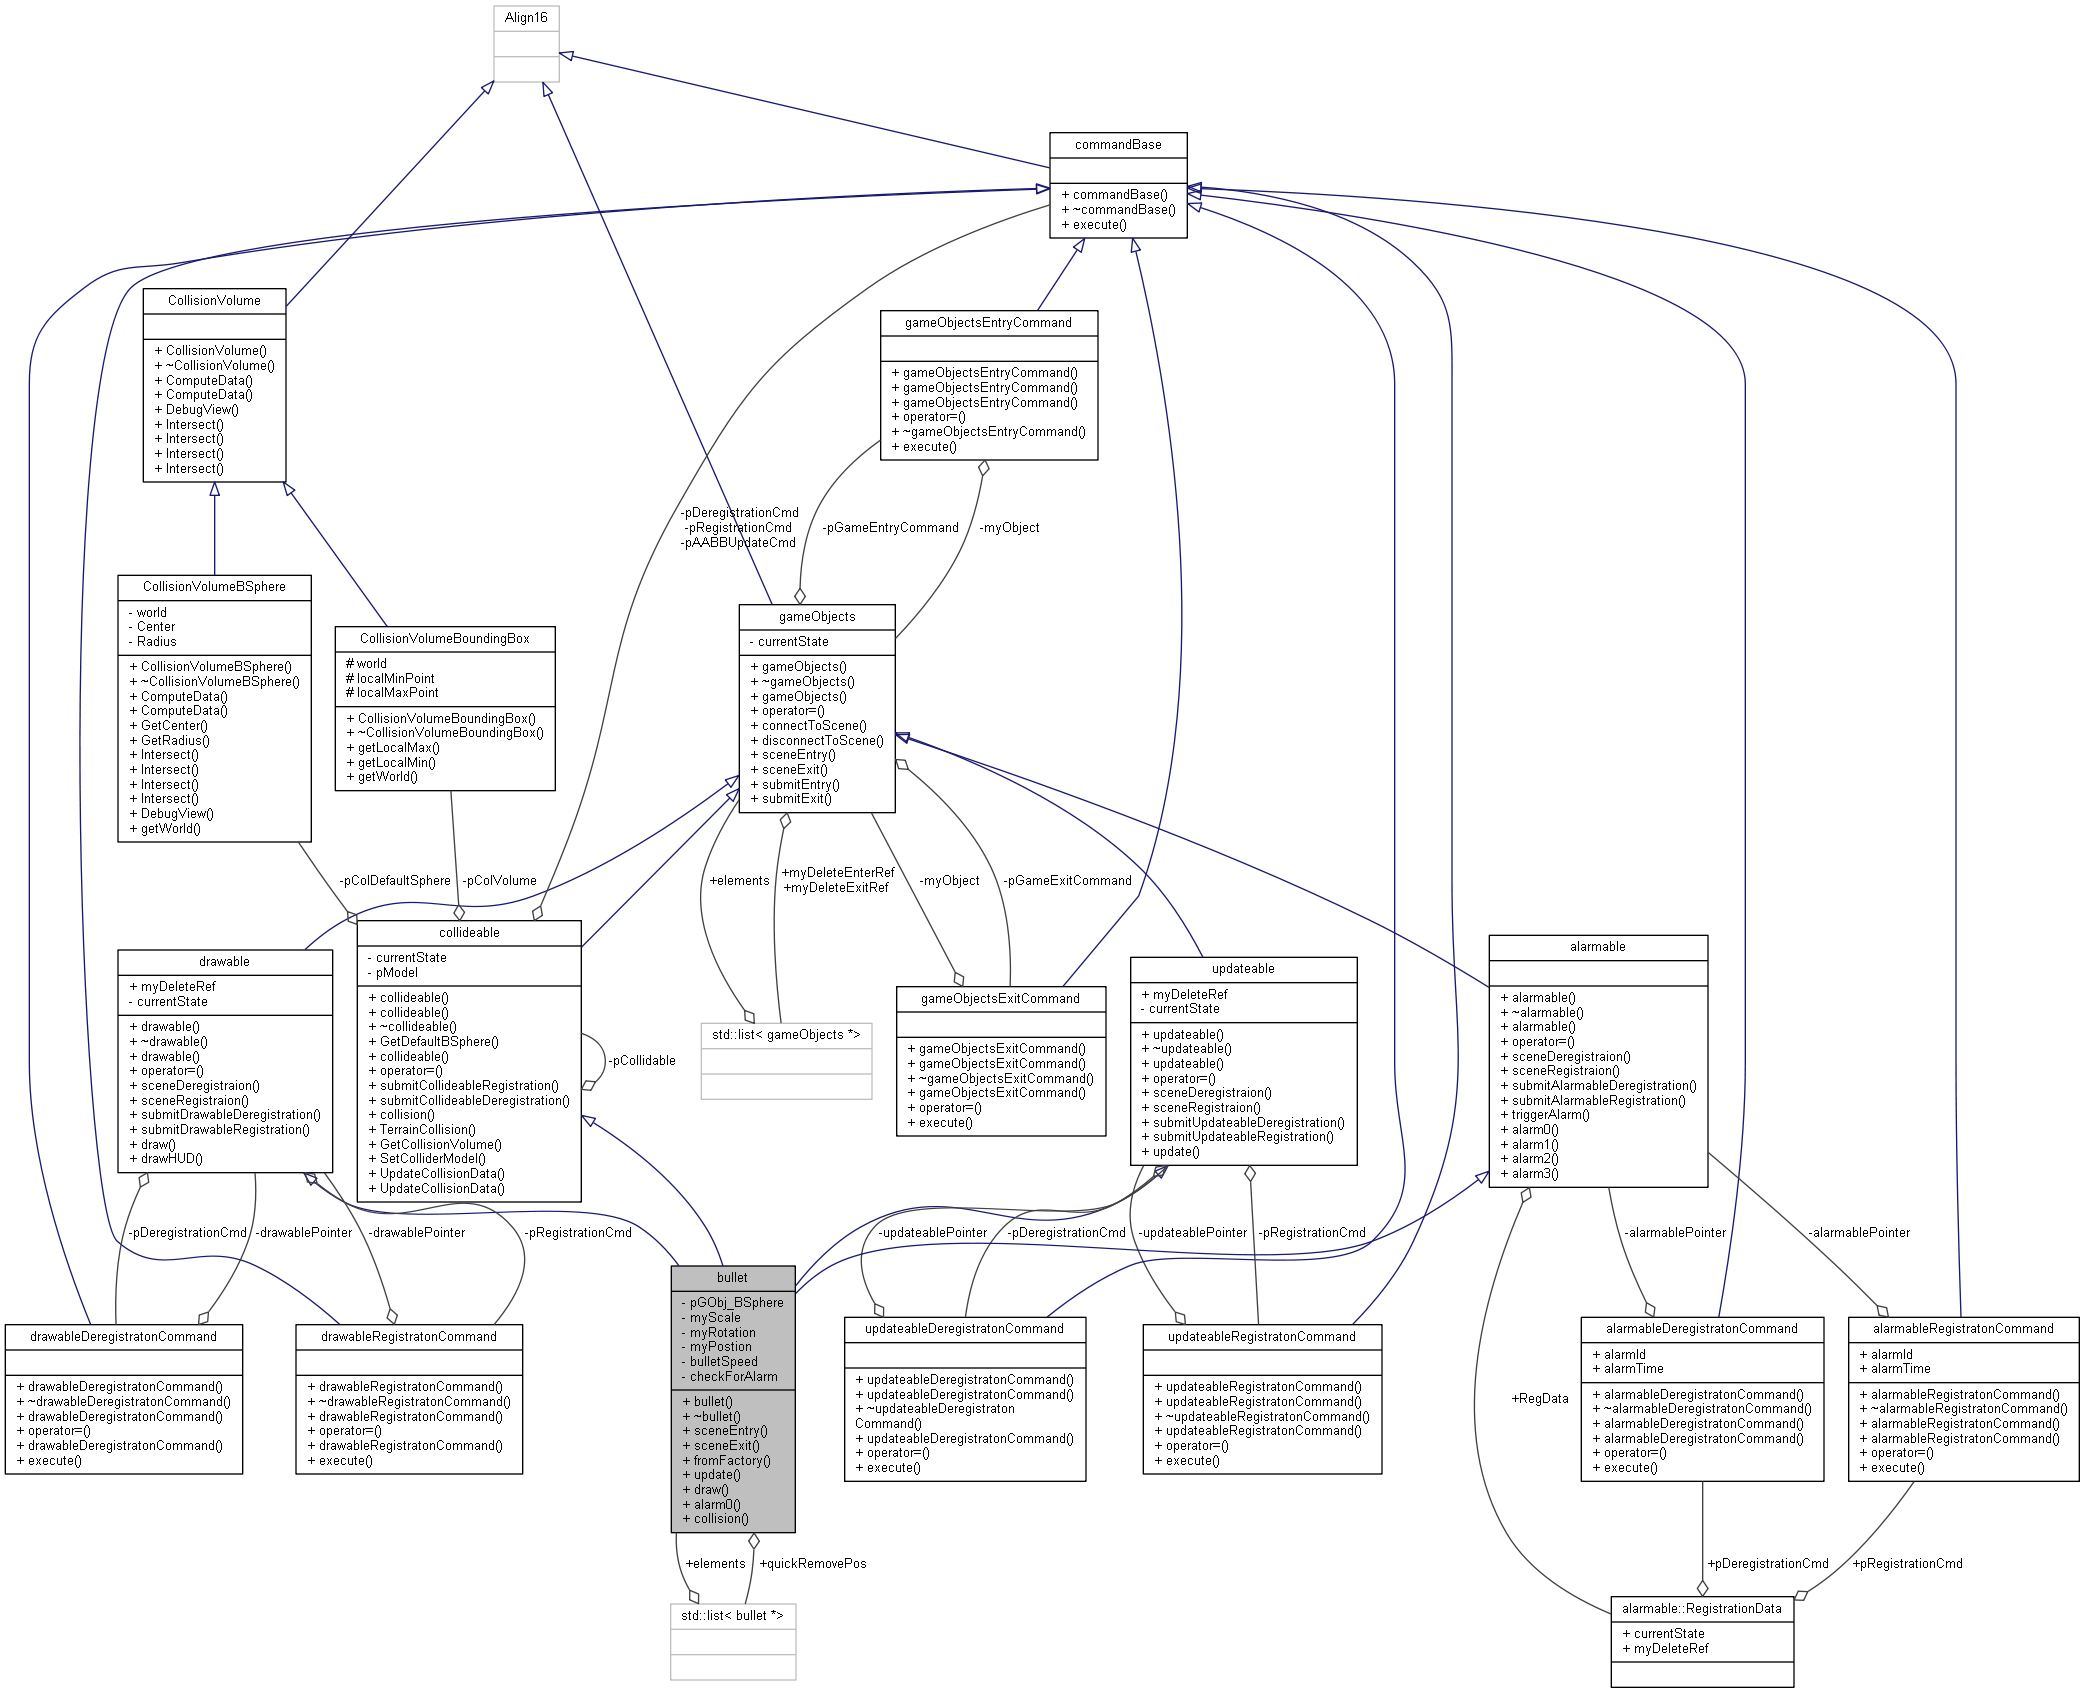 Align16
commandBase
+ commandBase()
+ ~commandBase()
+ execute()
CollisionVolume
+ CollisionVolume()
+ ~CollisionVolume()
+ ComputeData()
+ ComputeData()
+ DebugView()
+ Intersect()
+ Intersect()
+ Intersect()
+ Intersect()
gameObjectsEntryCommand
+ gameObjectsEntryCommand()
+ gameObjectsEntryCommand()
+ gameObjectsEntryCommand()
+ operator=()
+ ~gameObjectsEntryCommand()
+ execute()
-pDeregistrationCmd
-pRegistrationCmd
-pAABBUpdateCmd
-pGameEntryCommand
-myObject
CollisionVolumeBSphere
- world
- Center
- Radius
+ CollisionVolumeBSphere()
+ ~CollisionVolumeBSphere()
+ ComputeData()
+ ComputeData()
+ GetCenter()
+ GetRadius()
+ Intersect()
+ Intersect()
+ Intersect()
+ Intersect()
+ DebugView()
+ getWorld()
CollisionVolumeBoundingBox
# world
# localMinPoint
# localMaxPoint
+ CollisionVolumeBoundingBox()
+ ~CollisionVolumeBoundingBox()
+ getLocalMax()
+ getLocalMin()
+ getWorld()
gameObjects
- currentState
+ gameObjects()
+ ~gameObjects()
+ gameObjects()
+ operator=()
+ connectToScene()
+ disconnectToScene()
+ sceneEntry()
+ sceneExit()
+ submitEntry()
+ submitExit()
-pColDefaultSphere
-pColVolume
+elements
+myDeleteEnterRef
+myDeleteExitRef
-myObject
-pGameExitCommand
drawable
+ myDeleteRef
- currentState
+ drawable()
+ ~drawable()
+ drawable()
+ operator=()
+ sceneDeregistraion()
+ sceneRegistraion()
+ submitDrawableDeregistration()
+ submitDrawableRegistration()
+ draw()
+ drawHUD()
collideable
- currentState
- pModel
+ collideable()
+ collideable()
+ ~collideable()
+ GetDefaultBSphere()
+ collideable()
+ operator=()
+ submitCollideableRegistration()
+ submitCollideableDeregistration()
+ collision()
+ TerrainCollision()
+ GetCollisionVolume()
+ SetColliderModel()
+ UpdateCollisionData()
+ UpdateCollisionData()
-pCollidable
std::list< gameObjects *>
gameObjectsExitCommand
+ gameObjectsExitCommand()
+ gameObjectsExitCommand()
+ ~gameObjectsExitCommand()
+ gameObjectsExitCommand()
+ operator=()
+ execute()
updateable
+ myDeleteRef
- currentState
+ updateable()
+ ~updateable()
+ updateable()
+ operator=()
+ sceneDeregistraion()
+ sceneRegistraion()
+ submitUpdateableDeregistration()
+ submitUpdateableRegistration()
+ update()
alarmable
+ alarmable()
+ ~alarmable()
+ alarmable()
+ operator=()
+ sceneDeregistraion()
+ sceneRegistraion()
+ submitAlarmableDeregistration()
+ submitAlarmableRegistration()
+ triggerAlarm()
+ alarm0()
+ alarm1()
+ alarm2()
+ alarm3()
-pDeregistrationCmd
-drawablePointer
-drawablePointer
-pRegistrationCmd
-updateablePointer
-pDeregistrationCmd
-updateablePointer
-pRegistrationCmd
-alarmablePointer
-alarmablePointer
drawableDeregistratonCommand
+ drawableDeregistratonCommand()
+ ~drawableDeregistratonCommand()
+ drawableDeregistratonCommand()
+ operator=()
+ drawableDeregistratonCommand()
+ execute()
drawableRegistratonCommand
+ drawableRegistratonCommand()
+ ~drawableRegistratonCommand()
+ drawableRegistratonCommand()
+ operator=()
+ drawableRegistratonCommand()
+ execute()
bullet
- pGObj_BSphere
- myScale
- myRotation
- myPostion
- bulletSpeed
- checkForAlarm
+ bullet()
+ ~bullet()
+ sceneEntry()
+ sceneExit()
+ fromFactory()
+ update()
+ draw()
+ alarm0()
+ collision()
updateableDeregistratonCommand
+ updateableDeregistratonCommand()
+ updateableDeregistratonCommand()
+ ~updateableDeregistraton
Command()
+ updateableDeregistratonCommand()
+ operator=()
+ execute()
updateableRegistratonCommand
+ updateableRegistratonCommand()
+ updateableRegistratonCommand()
+ ~updateableRegistratonCommand()
+ updateableRegistratonCommand()
+ operator=()
+ execute()
+RegData
alarmableDeregistratonCommand
+ alarmId
+ alarmTime
+ alarmableDeregistratonCommand()
+ ~alarmableDeregistratonCommand()
+ alarmableDeregistratonCommand()
+ alarmableDeregistratonCommand()
+ operator=()
+ execute()
alarmableRegistratonCommand
+ alarmId
+ alarmTime
+ alarmableRegistratonCommand()
+ ~alarmableRegistratonCommand()
+ alarmableRegistratonCommand()
+ alarmableRegistratonCommand()
+ operator=()
+ execute()
+elements
+quickRemovePos
+pDeregistrationCmd
+pRegistrationCmd
std::list< bullet *>
alarmable::RegistrationData
+ currentState
+ myDeleteRef